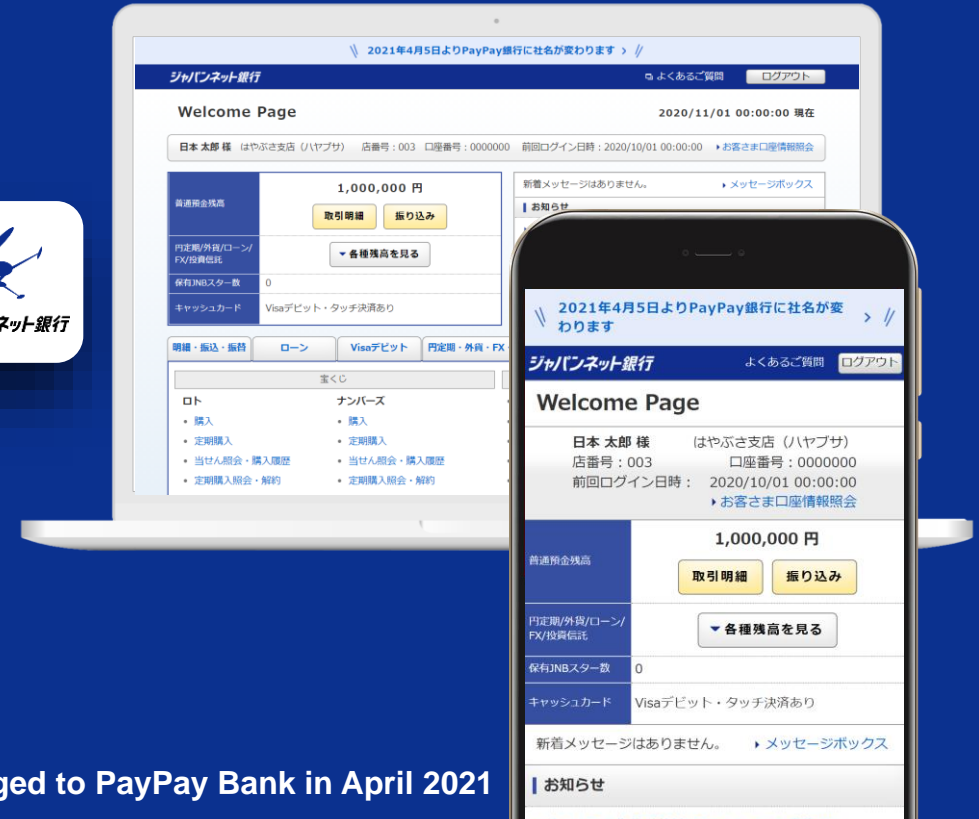 2021年4月5日よりPayPay銀行に社名が変わります
ジャパンネット銀行
よくあるご質問
ログアウト
Welcome Page
2020/11/01 00:00:00 現在
日本 太郎 様 はやぶさ支店（ハヤブサ） 店番号：003 口座番号：0000000 前回ログイン日時：2020/10/01 00:00:00 お客さま口座情報照会
普通預金残高
1,000,000 円
取引明細 振り込み
円定期/外貨/ローン/
FX/投資信託
各種残高を見る
保有JNBスター数 0
キャッシュカード Visaデビット・タッチ決済あり
新着メッセージはありません。 メッセージボックス
お知らせ
明細・振込・振替 ローン Visaデビット 円定期・外貨・FX
宝くじ
ロト ナンバーズ
・ 購入 ・ 購入
・ 定期購入 ・ 定期購入
・ 当せん照会・購入履歴 ・ 当せん照会・購入履歴
・ 定期購入照会・解約 ・ 定期購入照会・解約
ネット銀行
2021年4月5日よりPayPay銀行に社名が変
わります
ジャパンネット銀行 よくあるご質問 ログアウト
Welcome Page
日本 太郎 様 はやぶさ支店（ハヤブサ）
店番号：003 口座番号：0000000
前回ログイン日時： 2020/10/01 00:00:00
お客さま口座情報照会
普通預金残高
1,000,000 円
取引明細 振り込み
円定期/外貨/ローン/
FX/投資信託
各種残高を見る
保有JNBスター数 0
キャッシュカード Visaデビット・タッチ決済あり
新着メッセージはありません。 メッセージボックス
お知らせ
ged to PayPay Bank in April 2021